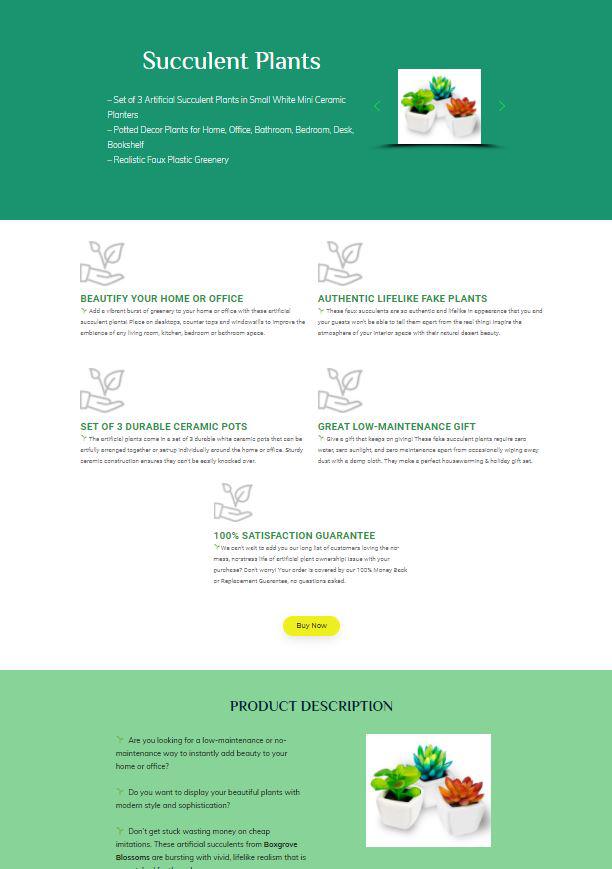 Succulent Plants
– Set of 3 Artificial Succulent Plants in Small White Mini Ceramic
Planters
– Potted Decor Plants for Home, Office, Bathroom, Bedroom, Desk,
Bookshelf
– Realistic Faux Plastic Greenery
BEAUTIFY YOUR HOME OR OFFICE
Add a vibrant burst of greenery to your home or office with these artificial
succulent plants! Place on desktops, counter tops and windowsills to improve the
ambience of any living room, kitchen, bedroom or bathroom space.
AUTHENTIC LIFELIKE FAKE PLANTS
These faux succulents are so authentic and lifelike in appearance that you and
your guests won't be able to tell them apart from the real thing! Inspire the
atmosphere of your interior space with their natural desert beauty.
SET OF 3 DURABLE CERAMIC POTS
The artificial plants come in a set of 3 durable white ceramic pots that can be
artfully arranged together or setup individually around the home or office. Sturdy
ceramic construction ensures they can't be easily knocked over.
GREAT LOW-MAINTENANCE GIFT
Give a gift that keeps on giving! These fake succulent plants require zero
water, zero sunlight, and zero maintenance apart from occasionally wiping away
dust with a damp cloth. They make a perfect housewarming & holiday gift set.
100% SATISFACTION GUARANTEE
We can't wait to add you our long list of customers loving the no-
mess, no-stress life of artificial plant ownership! Issue with your
purchase? Don't worry! Your order is covered by our 100% Money Back
or Replacement Guarantee, no questions asked.
Buy Now
PRODUCT DESCRIPTION
Are you looking for a low-maintenance or no-
maintenance way to instantly add beauty to your
home or office?
Do you want to display your beautiful plants with
modern style and sophistication?
Don't get stuck wasting money on cheap
imitations. These artificial succulents from Boxgrove
Blossoms are bursting with vivid, lifelike realism that is